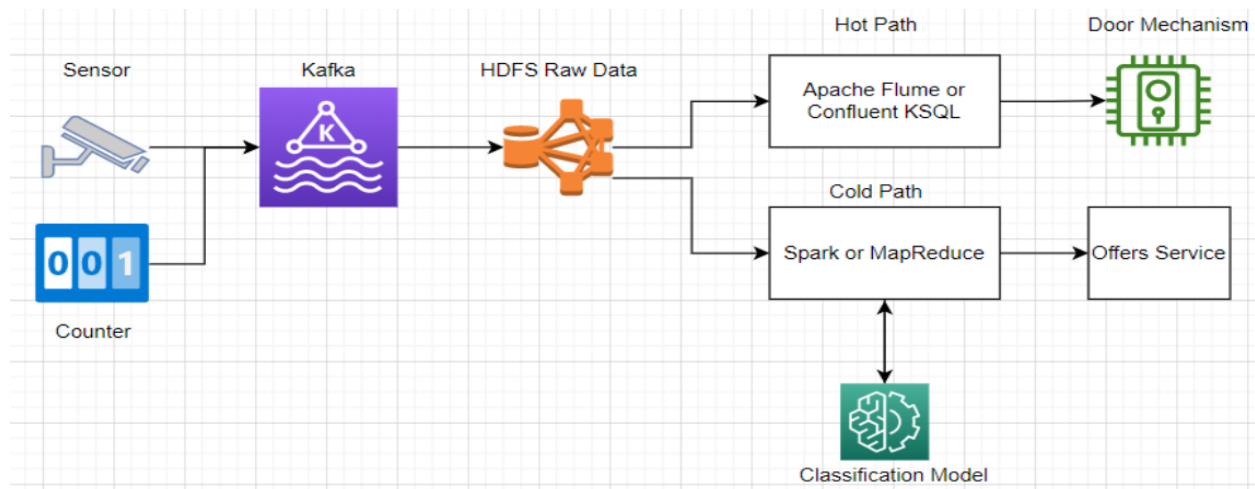 Hot Path
Door Mechanism
Sensor
Kafka
HDFS Raw Data
Apache Flume or
Confluent KSQL
K
Cold Path
001
Spark or MapReduce
Offers Service
Counter
Classification Model